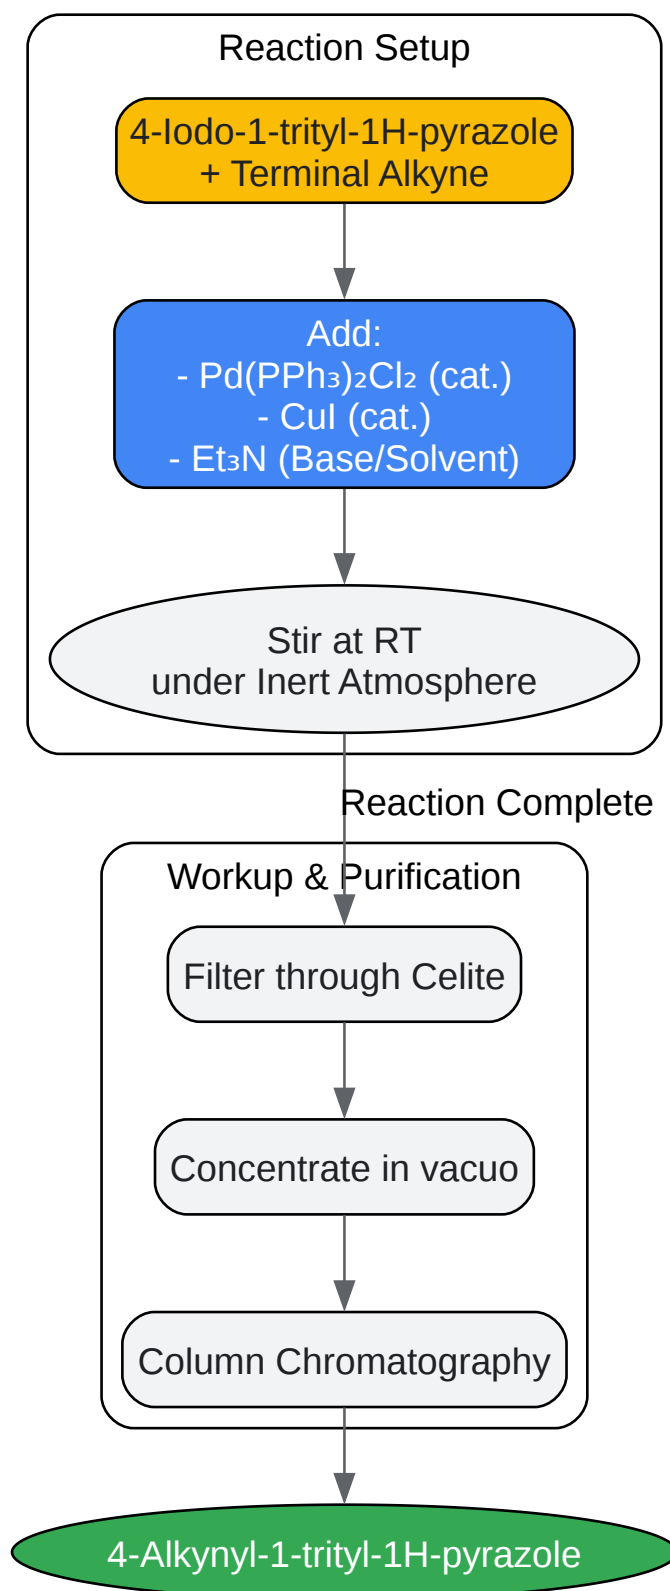 Reaction Setup
4-Iodo-1-trityl-1H-pyrazole
+ Terminal Alkyne
Add:
- Pd(PPh₃)₂Cl₂ (cat.)
- CuI (cat.)
- Et₃N (Base/Solvent)
Stir at RT
under Inert Atmosphere
Reaction Complete
Workup & Purification
Filter through Celite
Concentrate in vacuo
Column Chromatography
4-Alkynyl-1-trityl-1H-pyrazole